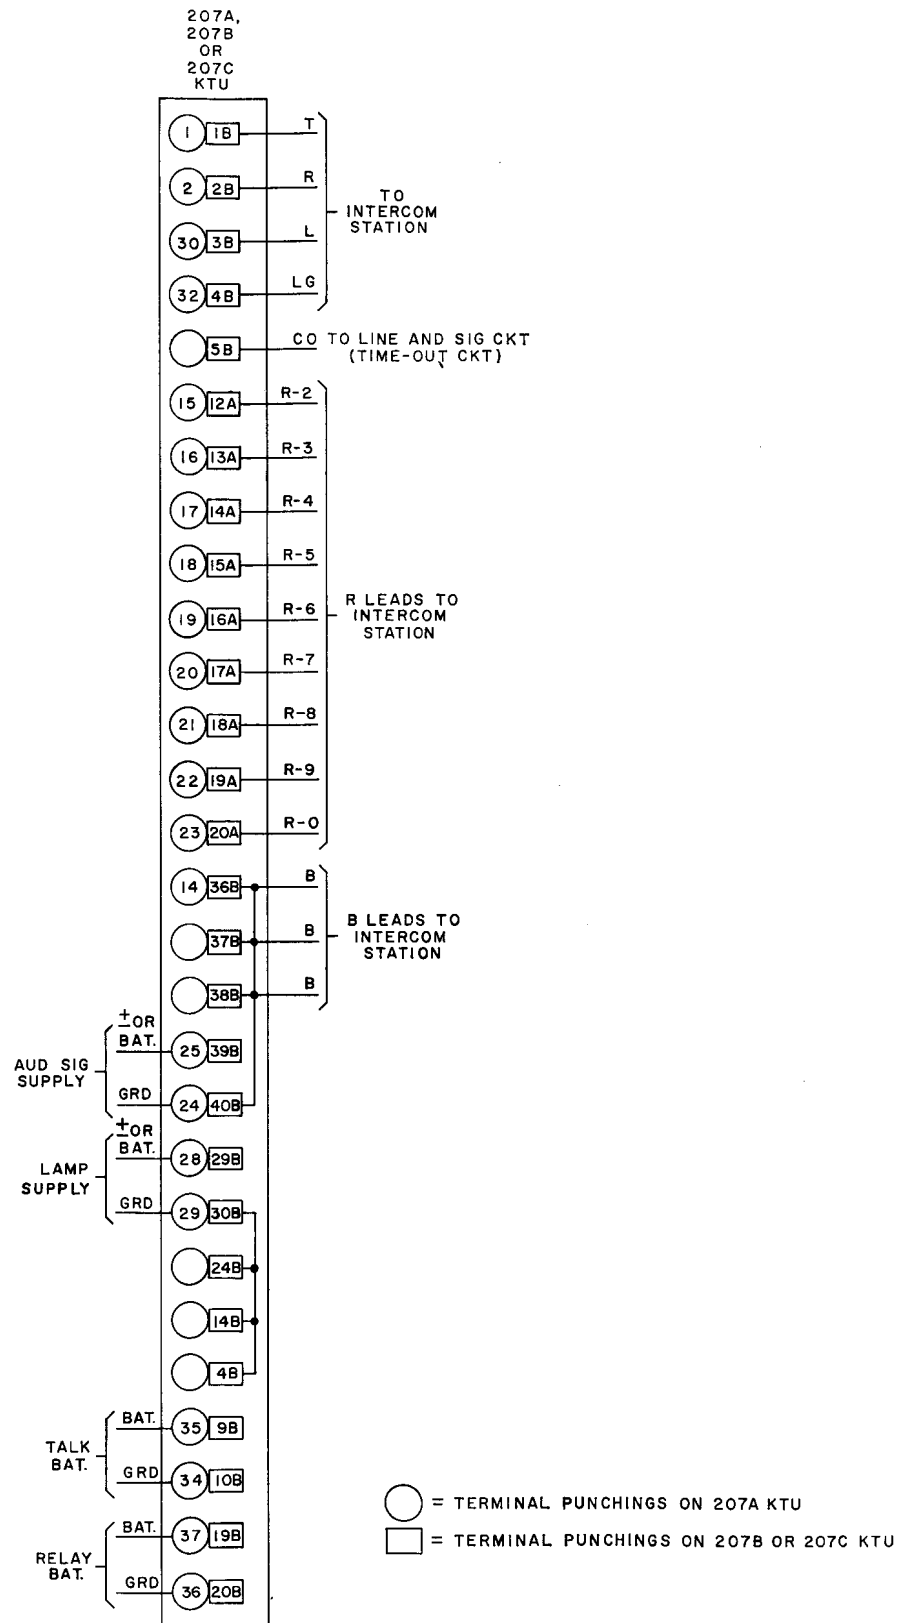 207A,
207B
OR
207C
KTU
1 1B T
2 2B R
30 3B L
32 4B LG
TO
INTERCOM
STATION
5B CO TO LINE AND SIG CKT
(TIME-OUT CKT)
15 12A R-2
16 13A R-3
17 14A R-4
18 15A R-5
19 16A R-6
20 17A R-7
21 18A R-8
22 19A R-9
23 20A R-0
R LEADS TO
INTERCOM
STATION
14 36B B
37B B
38B B
B LEADS TO
INTERCOM
STATION
AUD SIG
SUPPLY
± OR
BAT. 25 39B
GRD 24 40B
LAMP
SUPPLY
± OR
BAT. 28 29B
GRD 29 30B
24B
14B
4B
TALK
BAT.
BAT. 35 9B
GRD 34 10B
RELAY
BAT.
BAT. 37 19B
GRD 36 20B
= TERMINAL PUNCHINGS ON 207A KTU
= TERMINAL PUNCHINGS ON 207B OR 207C KTU